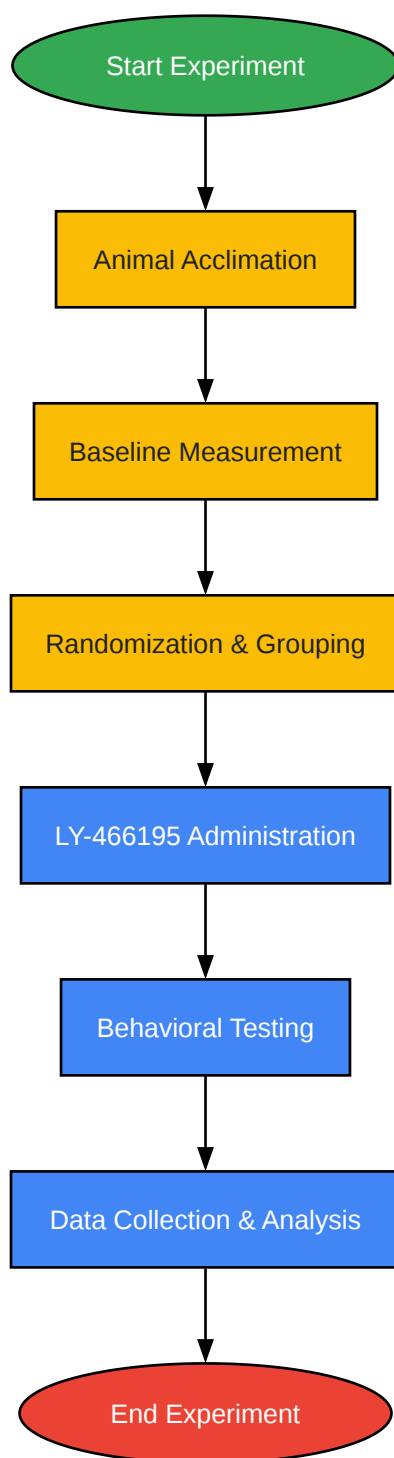 Start Experiment
Animal Acclimation
Baseline Measurement
Randomization & Grouping
LY-466195 Administration
Behavioral Testing
Data Collection & Analysis
End Experiment